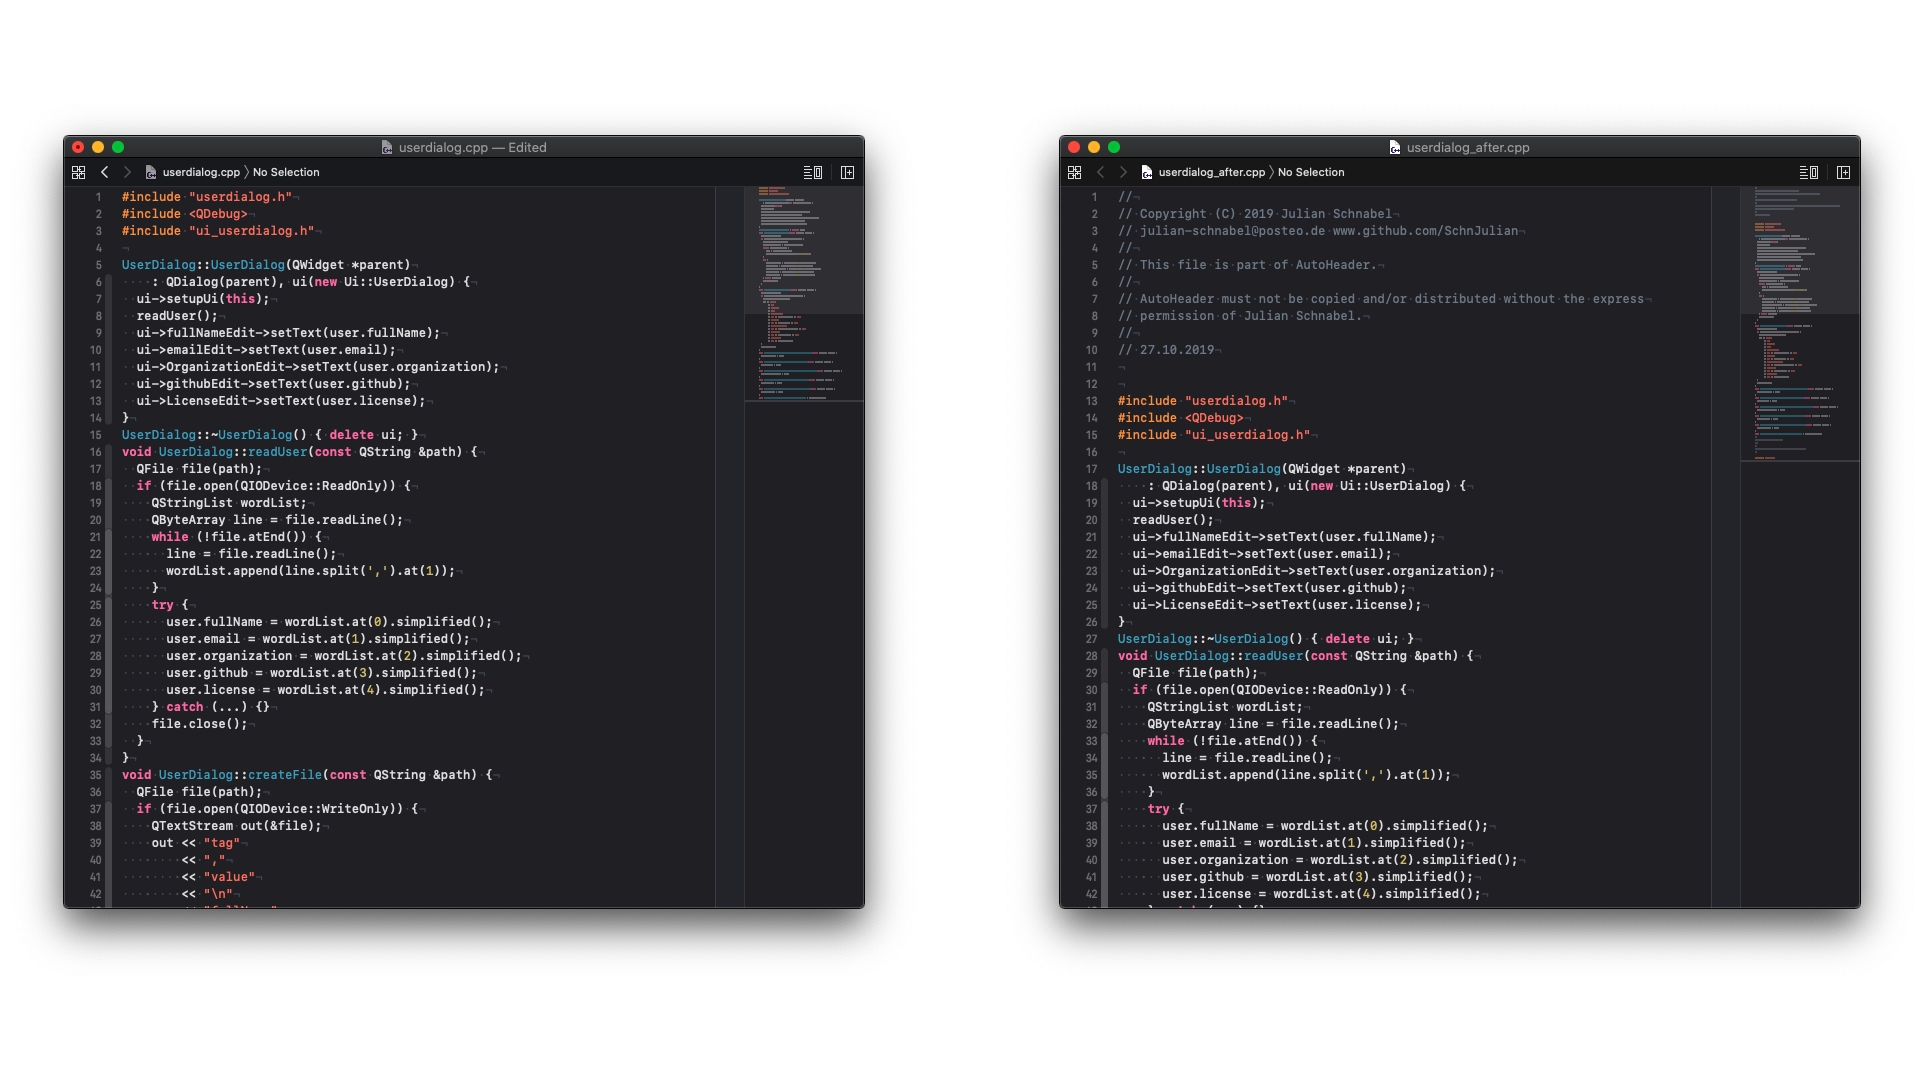 userdialog.cpp — Edited
userdialog.cpp No Selection
1 #include "userdialog.h"
2 #include <QDebug>
3 #include "ui_userdialog.h"
4
5 UserDialog::UserDialog(QWidget *parent)
6 : QDialog(parent), ui(new Ui::UserDialog) {
7 ui->setupUi(this);
8 readUser();
9 ui->fullNameEdit->setText(user.fullName);
10 ui->emailEdit->setText(user.email);
11 ui->OrganizationEdit->setText(user.organization);
12 ui->githubEdit->setText(user.github);
13 ui->LicenseEdit->setText(user.license);
14 }
15 UserDialog::~UserDialog() { delete ui; }
16 void UserDialog::readUser(const QString &path) {
17 QFile file(path);
18 if (file.open(QIODevice::ReadOnly)) {
19 QStringList wordList;
20 QByteArray line = file.readLine();
21 while (!file.atEnd()) {
22 line = file.readLine();
23 wordList.append(line.split(',').at(1));
24 }
25 try {
26 user.fullName = wordList.at(0).simplified();
27 user.email = wordList.at(1).simplified();
28 user.organization = wordList.at(2).simplified();
29 user.github = wordList.at(3).simplified();
30 user.license = wordList.at(4).simplified();
31 } catch (...) {}
32 file.close();
33 }
34 }
35 void UserDialog::createFile(const QString &path) {
36 QFile file(path);
37 if (file.open(QIODevice::WriteOnly)) {
38 QTextStream out(&file);
39 out << "tag"
40 << ","
41 << "value"
42 << "\n"
userdialog_after.cpp
userdialog_after.cpp No Selection
1 //
2 // Copyright (C) 2019 Julian Schnabel
3 // julian-schnabel@posteo.de www.github.com/SchnJulian
4 //
5 // This file is part of AutoHeader.
6 //
7 // AutoHeader must not be copied and/or distributed without the express
8 // permission of Julian Schnabel.
9 //
10 // 27.10.2019
11
12
13 #include "userdialog.h"
14 #include <QDebug>
15 #include "ui_userdialog.h"
16
17 UserDialog::UserDialog(QWidget *parent)
18 : QDialog(parent), ui(new Ui::UserDialog) {
19 ui->setupUi(this);
20 readUser();
21 ui->fullNameEdit->setText(user.fullName);
22 ui->emailEdit->setText(user.email);
23 ui->OrganizationEdit->setText(user.organization);
24 ui->githubEdit->setText(user.github);
25 ui->LicenseEdit->setText(user.license);
26 }
27 UserDialog::~UserDialog() { delete ui; }
28 void UserDialog::readUser(const QString &path) {
29 QFile file(path);
30 if (file.open(QIODevice::ReadOnly)) {
31 QStringList wordList;
32 QByteArray line = file.readLine();
33 while (!file.atEnd()) {
34 line = file.readLine();
35 wordList.append(line.split(',').at(1));
36 }
37 try {
38 user.fullName = wordList.at(0).simplified();
39 user.email = wordList.at(1).simplified();
40 user.organization = wordList.at(2).simplified();
41 user.github = wordList.at(3).simplified();
42 user.license = wordList.at(4).simplified();